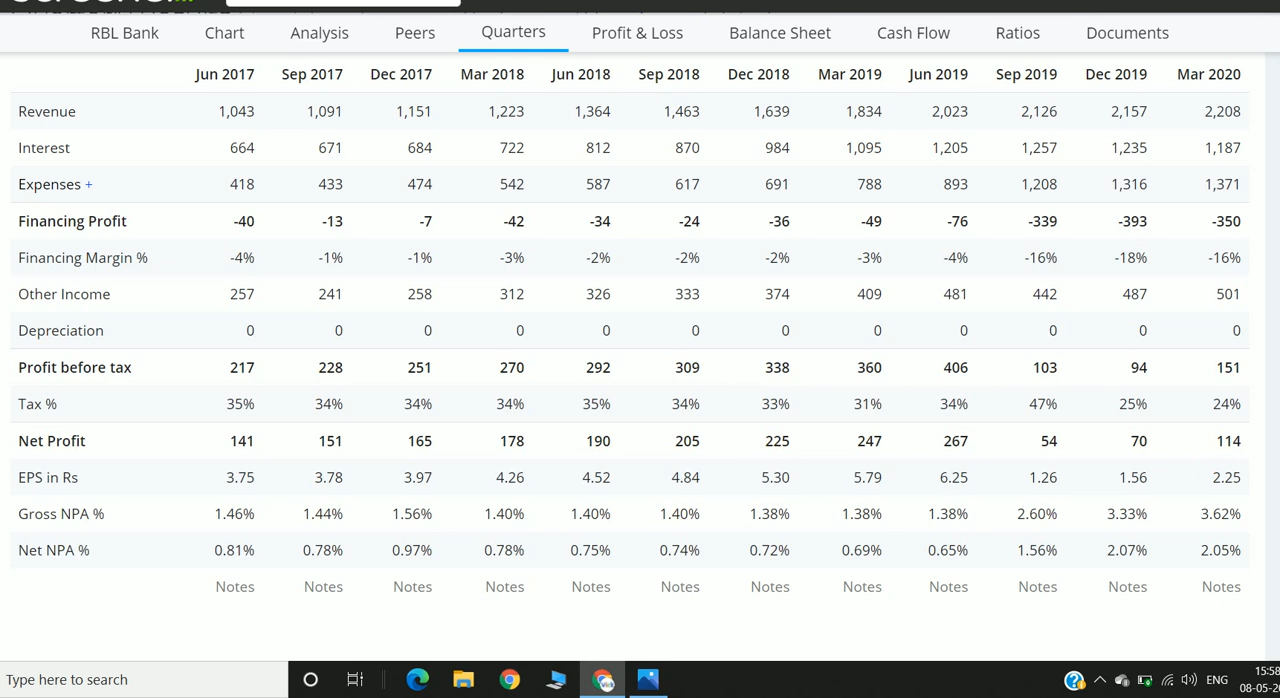 RBL Bank Chart Analysis Peers Quarters Profit & Loss Balance Sheet Cash Flow Ratios Documents
Jun 2017 Sep 2017 Dec 2017 Mar 2018 Jun 2018 Sep 2018 Dec 2018 Mar 2019 Jun 2019 Sep 2019 Dec 2019 Mar 2020
Revenue 1,043 1,091 1,151 1,223 1,364 1,463 1,639 1,834 2,023 2,126 2,157 2,208
Interest 664 671 684 722 812 870 984 1,095 1,205 1,257 1,235 1,187
Expenses + 418 433 474 542 587 617 691 788 893 1,208 1,316 1,371
Financing Profit -40 -13 -7 -42 -34 -24 -36 -49 -76 -339 -393 -350
Financing Margin % -4% -1% -1% -3% -2% -2% -2% -3% -4% -16% -18% -16%
Other Income 257 241 258 312 326 333 374 409 481 442 487 501
Depreciation 0 0 0 0 0 0 0 0 0 0 0 0
Profit before tax 217 228 251 270 292 309 338 360 406 103 94 151
Tax % 35% 34% 34% 34% 35% 34% 33% 31% 34% 47% 25% 24%
Net Profit 141 151 165 178 190 205 225 247 267 54 70 114
EPS in Rs 3.75 3.78 3.97 4.26 4.52 4.84 5.30 5.79 6.25 1.26 1.56 2.25
Gross NPA % 1.46% 1.44% 1.56% 1.40% 1.40% 1.40% 1.38% 1.38% 1.38% 2.60% 3.33% 3.62%
Net NPA % 0.81% 0.78% 0.97% 0.78% 0.75% 0.74% 0.72% 0.69% 0.65% 1.56% 2.07% 2.05%
Notes Notes Notes Notes Notes Notes Notes Notes Notes Notes Notes Notes
Type here to search ENG 15:58
08-05-2